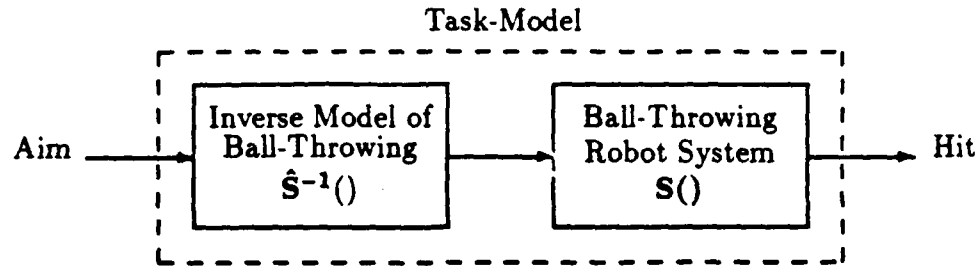 Task-Model
Aim
Inverse Model of
Ball-Throwing
Ŝ⁻¹()
Ball-Throwing
Robot System
S()
Hit